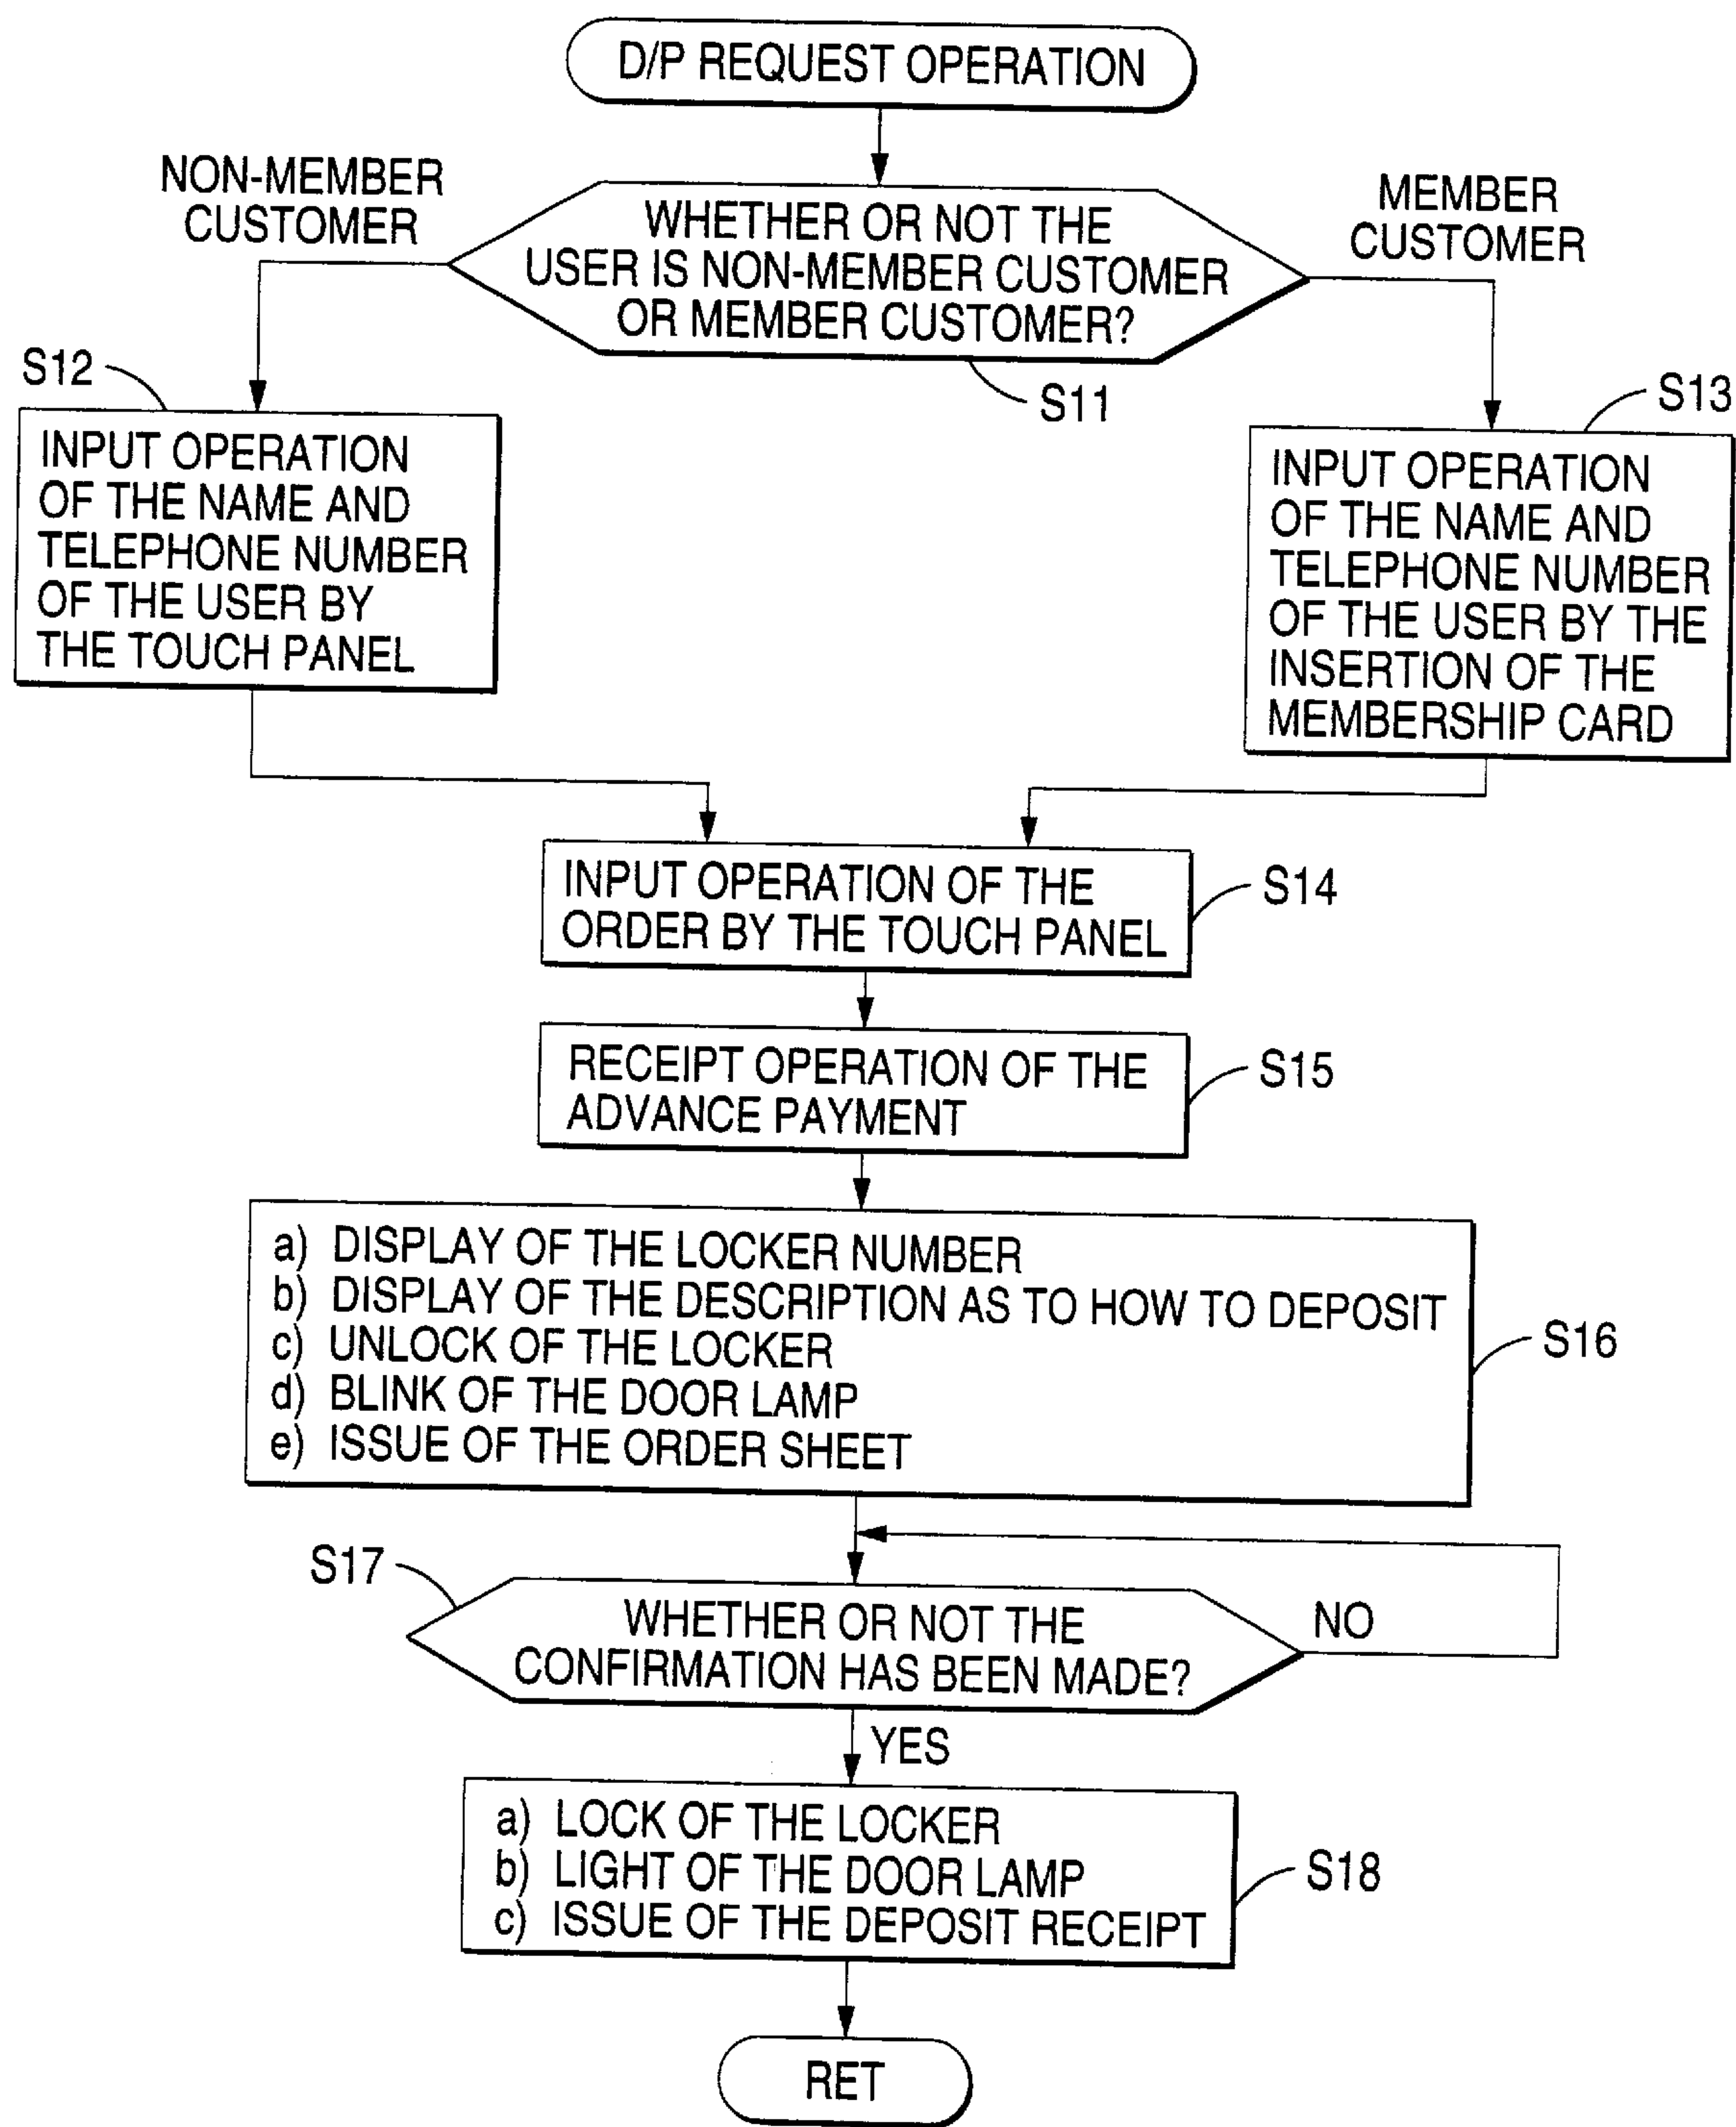 D/P REQUEST OPERATION
NON-MEMBER
CUSTOMER
MEMBER
CUSTOMER
WHETHER OR NOT THE
USER IS NON-MEMBER CUSTOMER
OR MEMBER CUSTOMER?
S11
S12
INPUT OPERATION
OF THE NAME AND
TELEPHONE NUMBER
OF THE USER BY
THE TOUCH PANEL
S13
INPUT OPERATION
OF THE NAME AND
TELEPHONE NUMBER
OF THE USER BY THE
INSERTION OF THE
MEMBERSHIP CARD
INPUT OPERATION OF THE
ORDER BY THE TOUCH PANEL
S14
RECEIPT OPERATION OF THE
ADVANCE PAYMENT
S15
a) DISPLAY OF THE LOCKER NUMBER
b) DISPLAY OF THE DESCRIPTION AS TO HOW TO DEPOSIT
c) UNLOCK OF THE LOCKER
d) BLINK OF THE DOOR LAMP
e) ISSUE OF THE ORDER SHEET
S16
S17
WHETHER OR NOT THE
CONFIRMATION HAS BEEN MADE?
NO
YES
a) LOCK OF THE LOCKER
b) LIGHT OF THE DOOR LAMP
c) ISSUE OF THE DEPOSIT RECEIPT
S18
RET